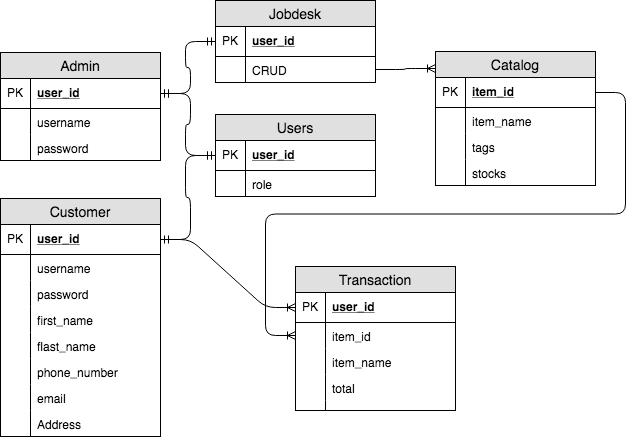 Jobdesk
PK user_id
CRUD
Admin
PK user_id
username
password
Catalog
PK item_id
item_name
tags
stocks
Users
PK user_id
role
Customer
PK user_id
username
password
first_name
flast_name
phone_number
email
Address
Transaction
PK user_id
item_id
item_name
total